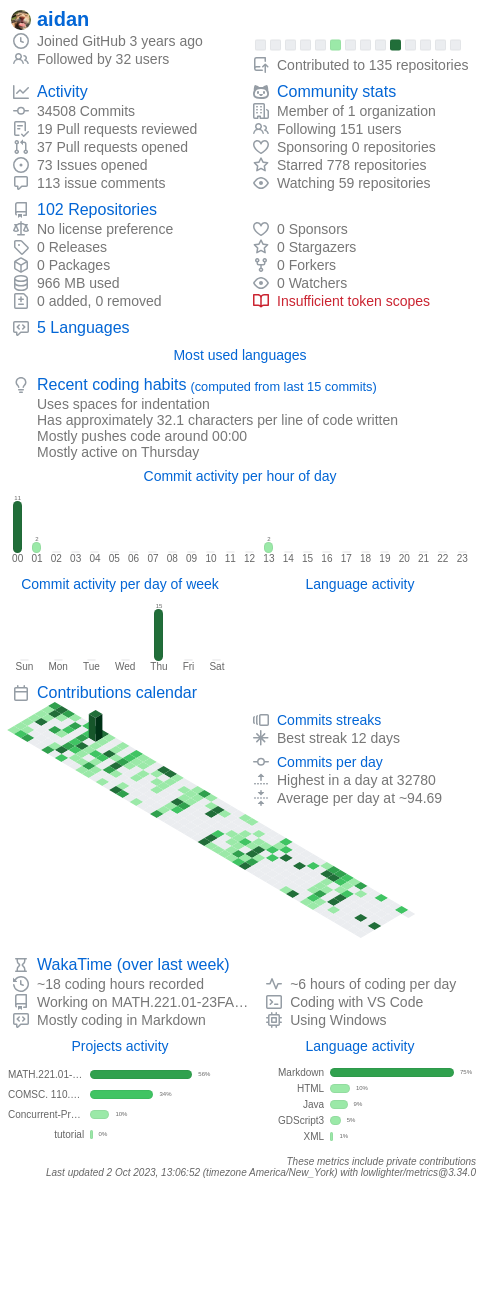 aidan
Joined GitHub 3 years ago
Followed by 32 users
Contributed to 135 repositories
Activity
34508 Commits
19 Pull requests reviewed
37 Pull requests opened
73 Issues opened
113 issue comments
Community stats
Member of 1 organization
Following 151 users
Sponsoring 0 repositories
Starred 778 repositories
Watching 59 repositories
102 Repositories
No license preference
0 Releases
0 Packages
966 MB used
0 added, 0 removed
0 Sponsors
0 Stargazers
0 Forkers
0 Watchers
Insufficient token scopes
5 Languages
Most used languages
Recent coding habits (computed from last 15 commits)
Uses spaces for indentation
Has approximately 32.1 characters per line of code written
Mostly pushes code around 00:00
Mostly active on Thursday
Commit activity per hour of day
11 2 2
00 01 02 03 04 05 06 07 08 09 10 11 12 13 14 15 16 17 18 19 20 21 22 23
Commit activity per day of week
15
Sun Mon Tue Wed Thu Fri Sat
Language activity
Contributions calendar
Commits streaks
Best streak 12 days
Commits per day
Highest in a day at 32780
Average per day at ~94.69
WakaTime (over last week)
~18 coding hours recorded
Working on MATH.221.01-23FA…
Mostly coding in Markdown
~6 hours of coding per day
Coding with VS Code
Using Windows
Projects activity
MATH.221.01-… 56%
COMSC. 110.… 34%
Concurrent-Pr… 10%
tutorial 0%
Language activity
Markdown 75%
HTML 10%
Java 9%
GDScript3 5%
XML 1%
These metrics include private contributions
Last updated 2 Oct 2023, 13:06:52 (timezone America/New_York) with lowlighter/metrics@3.34.0